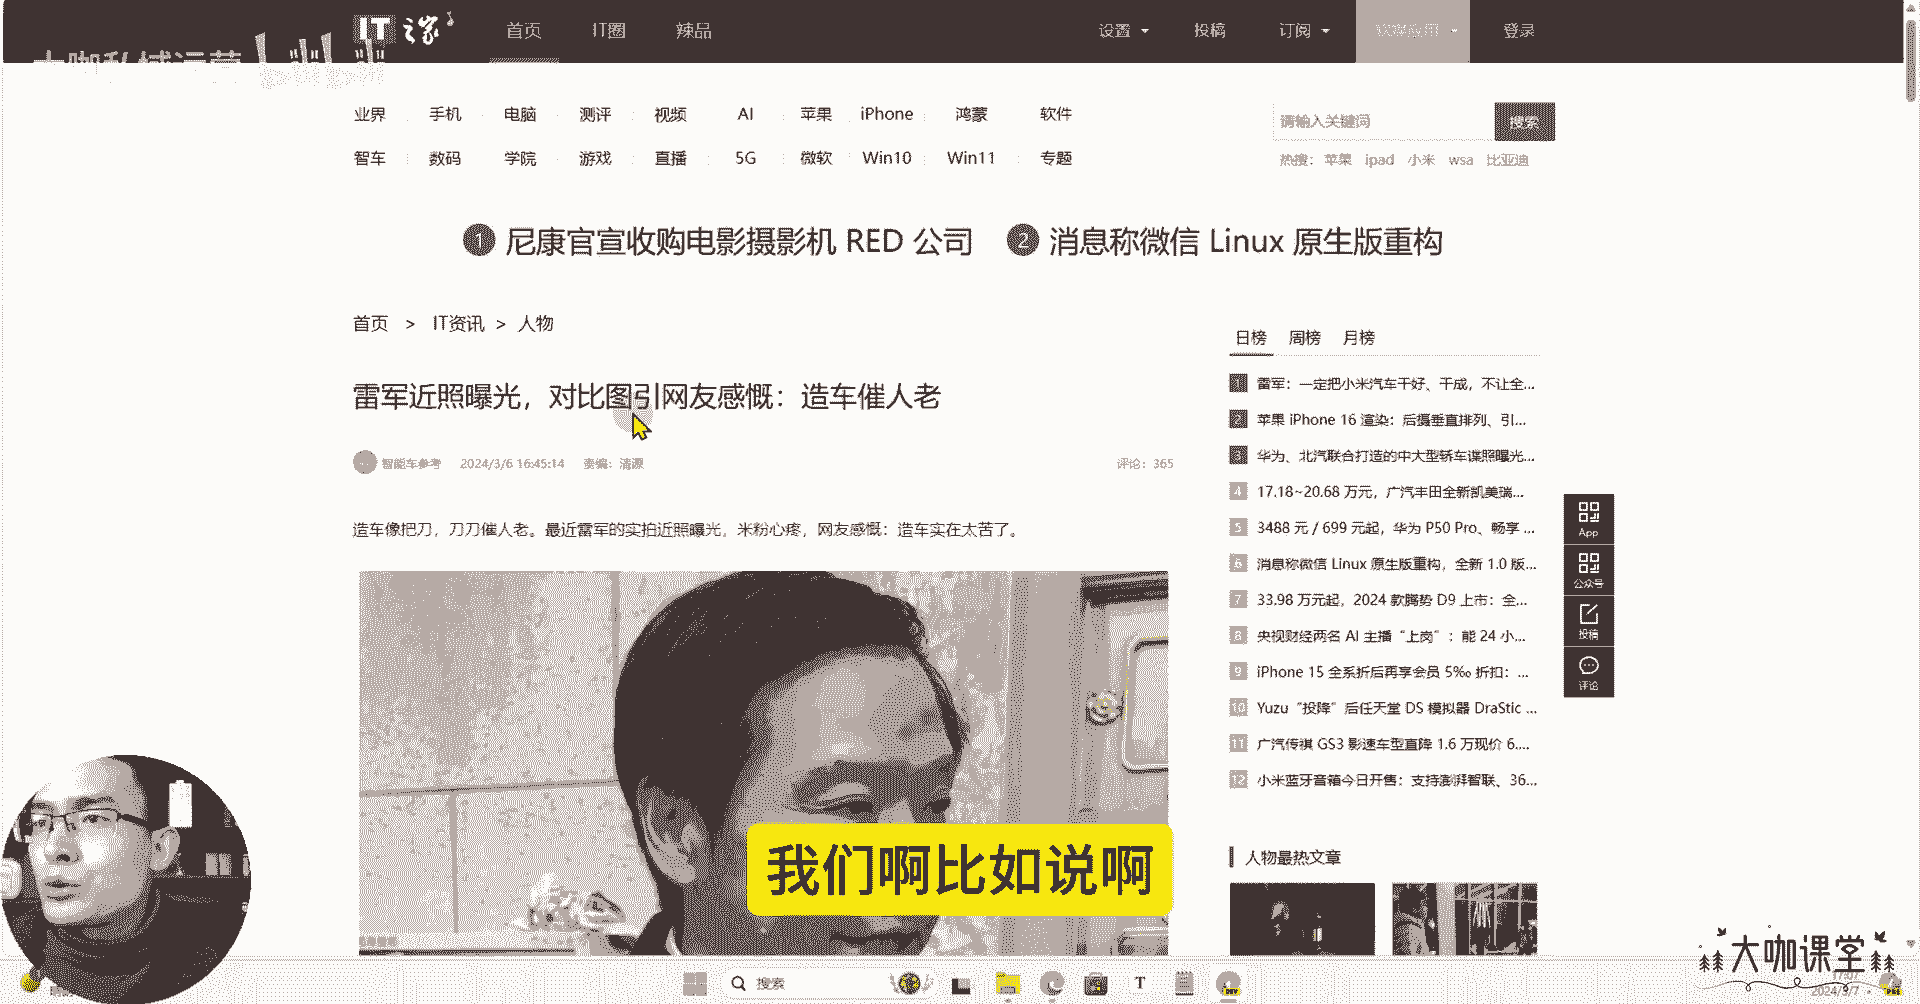 IT之家
首页 IT圈 辣品 设置 投稿 订阅 软媒应用 登录
大咖私域运营 bilibili
业界 手机 电脑 测评 视频 AI 苹果 iPhone 鸿蒙 软件
请输入关键词 搜索
智车 数码 学院 游戏 直播 5G 微软 Win10 Win11 专题
热搜： 苹果 ipad 小米 wsa 比亚迪
1 尼康官宣收购电影摄影机 RED 公司 2 消息称微信 Linux 原生版重构
首页 > IT资讯 > 人物
雷军近照曝光，对比图引网友感慨：造车催人老
智能车参考 2024/3/6 16:45:14 责编：清源 评论：365
造车像把刀，刀刀催人老。最近雷军的实拍近照曝光，米粉心疼，网友感慨：造车实在太苦了。
日榜 周榜 月榜
1 雷军：一定把小米汽车干好、干成，不让全...
2 苹果 iPhone 16 渲染：后摄垂直排列、引...
3 华为、北汽联合打造的中大型轿车谍照曝光...
4 17.18~20.68 万元，广汽丰田全新凯美瑞...
5 3488 元 / 699 元起，华为 P50 Pro、畅享 ...
6 消息称微信 Linux 原生版重构，全新 1.0 版...
7 33.98 万元起，2024 款腾势 D9 上市：全...
8 央视财经两名 AI 主播“上岗”：能 24 小...
9 iPhone 15 全系折后再享会员 5‰ 折扣：...
10 Yuzu“投降”后任天堂 DS 模拟器 DraStic ...
11 广汽传祺 GS3 影速车型直降 1.6 万现价 6....
12 小米蓝牙音箱今日开售：支持澎湃智联、36...
App
公众号
投稿
评论
人物最热文章
我们啊比如说啊
大咖课堂
搜索
T
DEV
2024/3/7
PRE